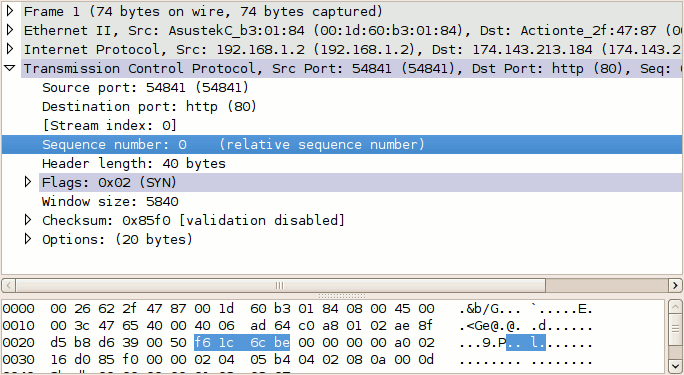 Frame 1 (74 bytes on wire, 74 bytes captured)
Ethernet II, Src: AsustekC_b3:01:84 (00:1d:60:b3:01:84), Dst: Actionte_2f:47:87 (00
Internet Protocol, Src: 192.168.1.2 (192.168.1.2), Dst: 174.143.213.184 (174.143.2
Transmission Control Protocol, Src Port: 54841 (54841), Dst Port: http (80), Seq:
Source port: 54841 (54841)
Destination port: http (80)
[Stream index: 0]
Sequence number: 0 (relative sequence number)
Header length: 40 bytes
Flags: 0x02 (SYN)
Window size: 5840
Checksum: 0x85f0 [validation disabled]
Options: (20 bytes)
0000 00 26 62 2f 47 87 00 1d 60 b3 01 84 08 00 45 00 .&b/G... `.....E.
0010 00 3c 47 65 40 00 40 06 ad 64 c0 a8 01 02 ae 8f .<Ge@.@. .d......
0020 d5 b8 d6 39 00 50 f6 1c 6c be 00 00 00 00 a0 02 ...9.P.. l.......
0030 16 d0 85 f0 00 00 02 04 05 b4 04 02 08 0a 00 0d ........ ........